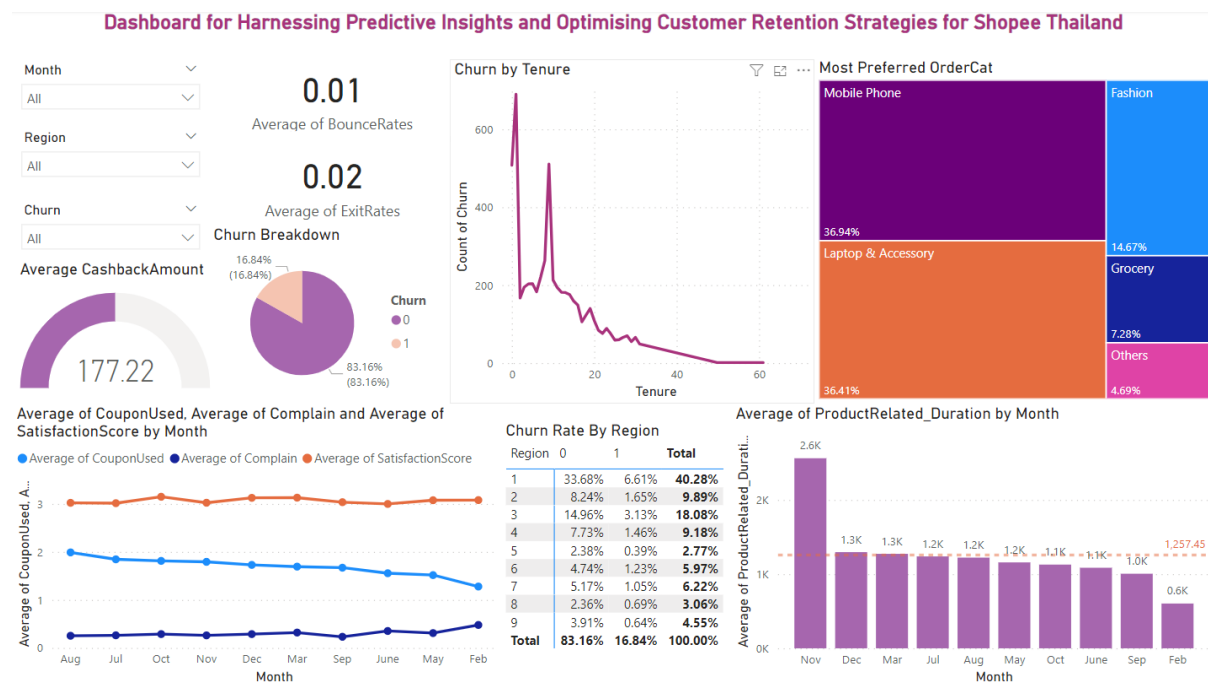 Dashboard for Harnessing Predictive Insights and Optimising Customer Retention Strategies for Shopee Thailand
Month
All
Region
All
Churn
All
0.01
Average of BounceRates
0.02
Average of ExitRates
Average CashbackAmount
177.22
Churn Breakdown
16.84%
(16.84%)
83.16%
(83.16%)
Churn
0
1
Churn by Tenure
Count of Churn
600
400
200
0
0 20 40 60
Tenure
Most Preferred OrderCat
Mobile Phone
36.94%
Laptop & Accessory
36.41%
Fashion
14.67%
Grocery
7.28%
Others
4.69%
Average of CouponUsed, Average of Complain and Average of
SatisfactionScore by Month
Average of CouponUsed Average of Complain Average of SatisfactionScore
Average of CouponUsed, A...
3
2
1
0
Aug Jul Oct Nov Dec Mar Sep June May Feb
Month
Churn Rate By Region
Region 0 1 Total
1 33.68% 6.61% 40.28%
2 8.24% 1.65% 9.89%
3 14.96% 3.13% 18.08%
4 7.73% 1.46% 9.18%
5 2.38% 0.39% 2.77%
6 4.74% 1.23% 5.97%
7 5.17% 1.05% 6.22%
8 2.36% 0.69% 3.06%
9 3.91% 0.64% 4.55%
Total 83.16% 16.84% 100.00%
Average of ProductRelated_Duration by Month
Average of ProductRelated_Durati...
2K
1K
0K
2.6K 1.3K 1.3K 1.2K 1.2K 1.2K 1.1K 1.1K 1.0K 0.6K
1,257.45
Nov Dec Mar Jul Aug May Oct June Sep Feb
Month